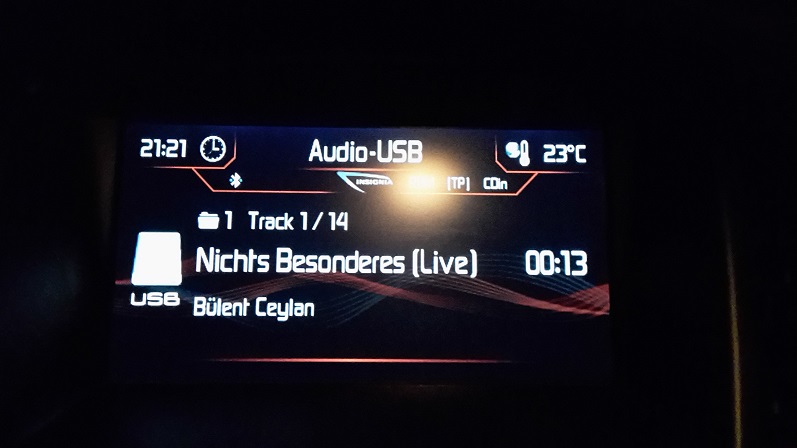 21:21 Audio-USB 23°C
INSIGNIA [TP] CDIn
1 Track 1/14
Nichts Besonderes (Live) 00:13
USB
Bülent Ceylan